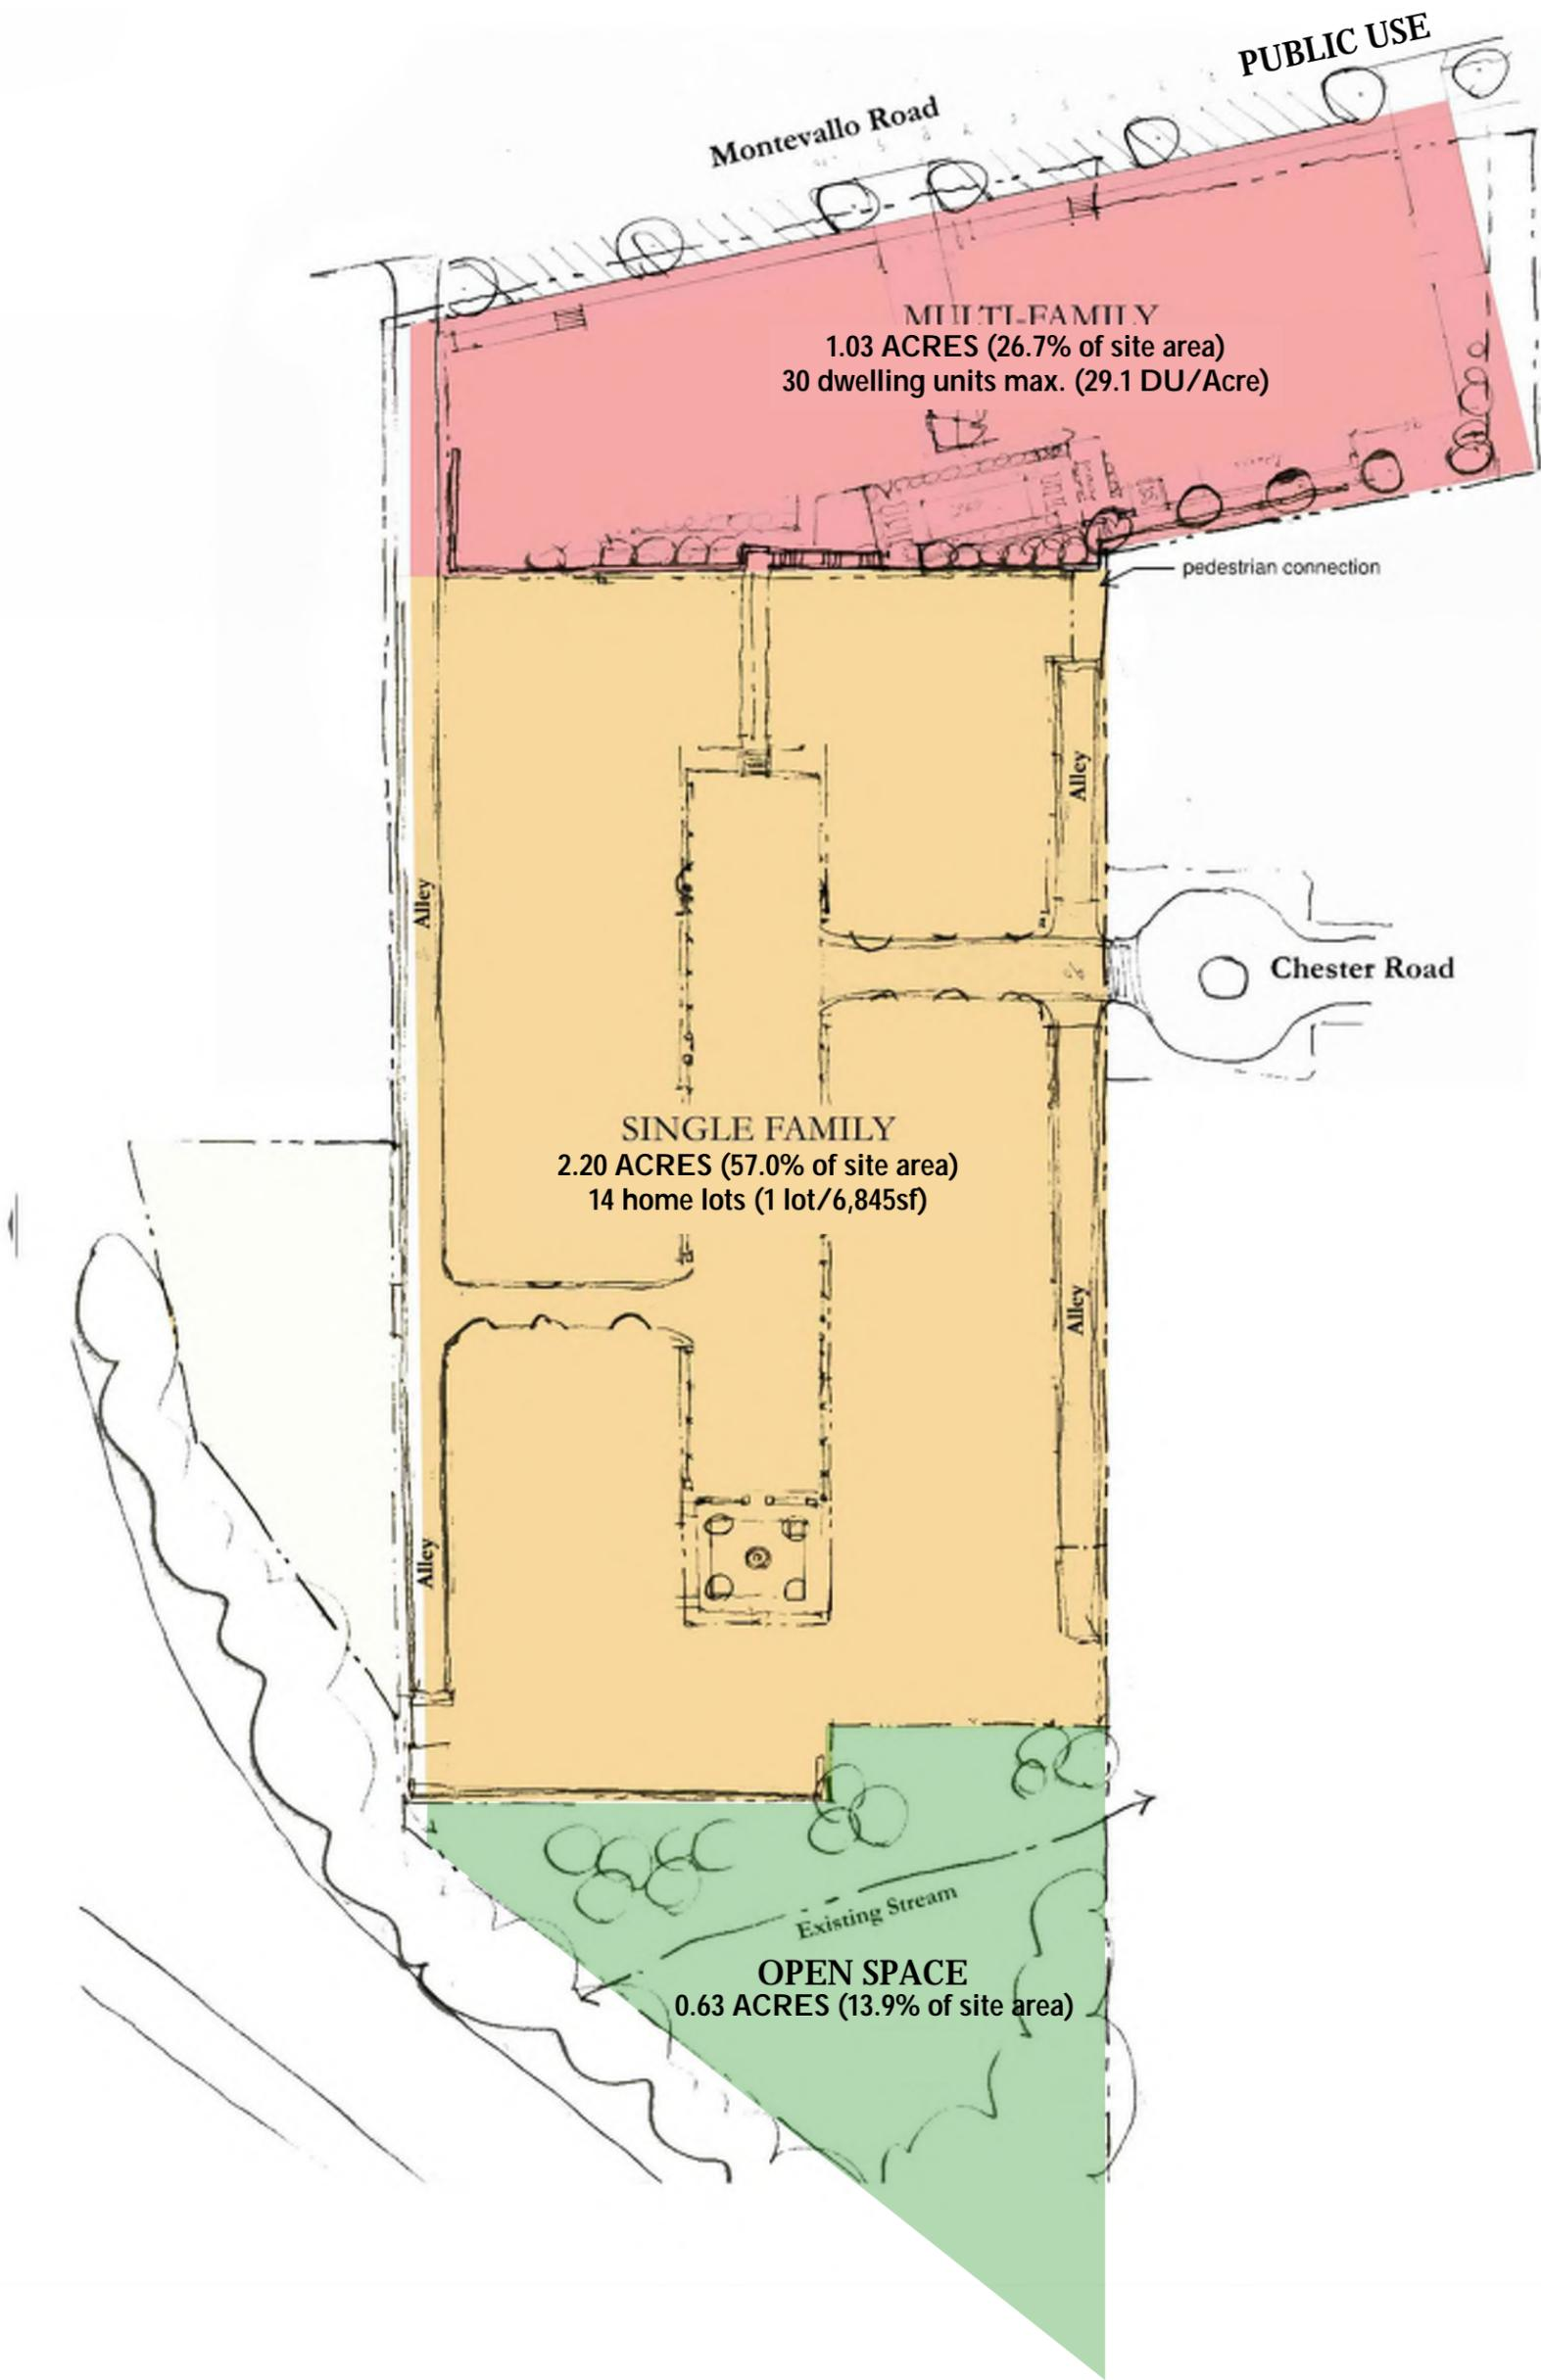 PUBLIC USE
Montevallo Road
MULTI-FAMILY
1.03 ACRES (26.7% of site area)
30 dwelling units max. (29.1 DU/Acre)
pedestrian connection
Alley
Alley
Chester Road
SINGLE FAMILY
2.20 ACRES (57.0% of site area)
14 home lots (1 lot/6,845sf)
Alley
Alley
Existing Stream
OPEN SPACE
0.63 ACRES (13.9% of site area)